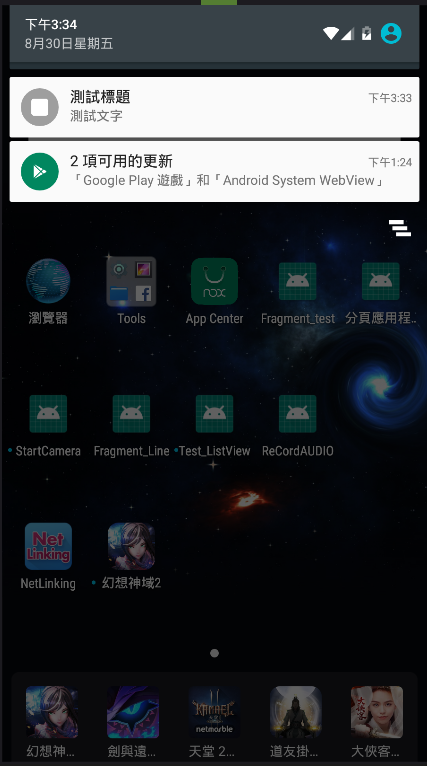 下午3:34
8月30日星期五
測試標題
下午3:33
測試文字
2 項可用的更新
下午1:24
「Google Play 遊戲」和「Android System WebView」
瀏覽器
Tools
App Center
Fragment_test
分頁應用程..
nox
StartCamera
Fragment_Line
Test_ListView
ReCordAUDIO
Net
Linking
NetLinking
幻想神域2
netmarble
幻想神...
劍與遠...
天堂 2...
道友掛...
大俠客...